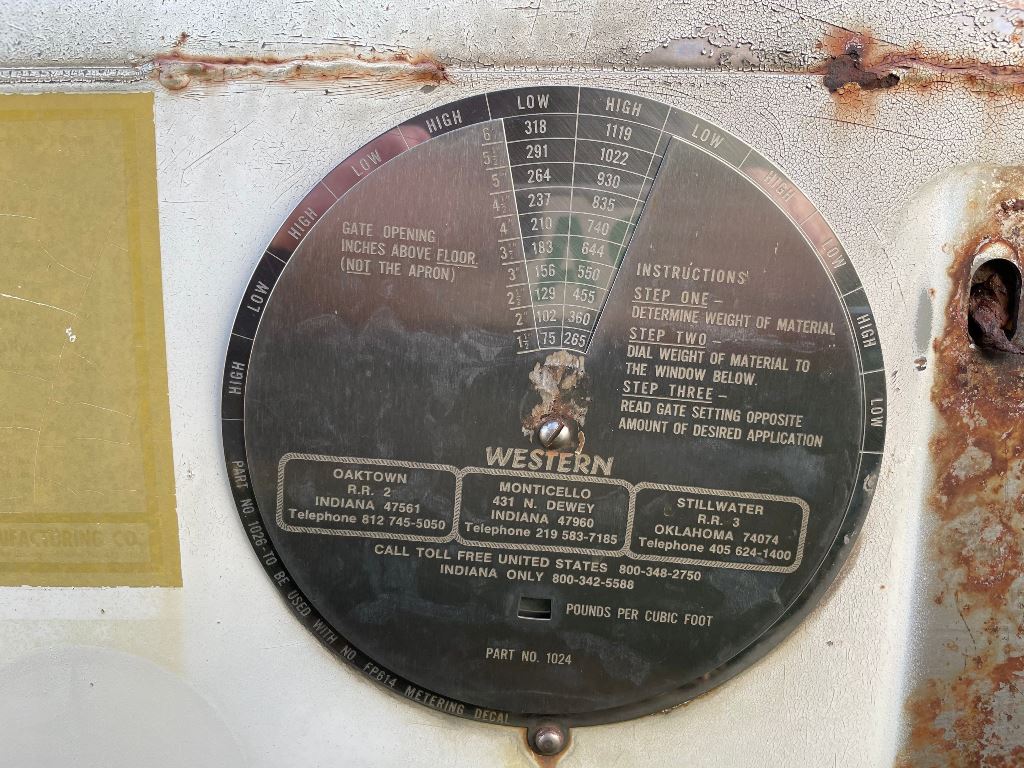 LOW HIGH LOW HIGH LOW HIGH LOW HIGH LOW HIGH LOW
6" 318 1119
5½" 291 1022
5" 264 930
4½" 237 835
4" 210 740
3½" 183 644
3" 156 550
2½" 129 455
2" 102 360
1½" 75 265
GATE OPENING
INCHES ABOVE FLOOR
(NOT THE APRON)
INSTRUCTIONS
STEP ONE –
DETERMINE WEIGHT OF MATERIAL
STEP TWO –
DIAL WEIGHT OF MATERIAL TO
THE WINDOW BELOW.
STEP THREE –
READ GATE SETTING OPPOSITE
AMOUNT OF DESIRED APPLICATION
WESTERN
OAKTOWN
R.R. 2
INDIANA 47561
Telephone 812 745-5050
MONTICELLO
431 N. DEWEY
INDIANA 47960
Telephone 219 583-7185
STILLWATER
R.R. 3
OKLAHOMA 74074
Telephone 405 624-1400
CALL TOLL FREE UNITED STATES 800-348-2750
INDIANA ONLY 800-342-5588
POUNDS PER CUBIC FOOT
PART NO. 1024
PART NO. 1026-TO BE USED WITH NO. FP614 METERING DECAL
CO.